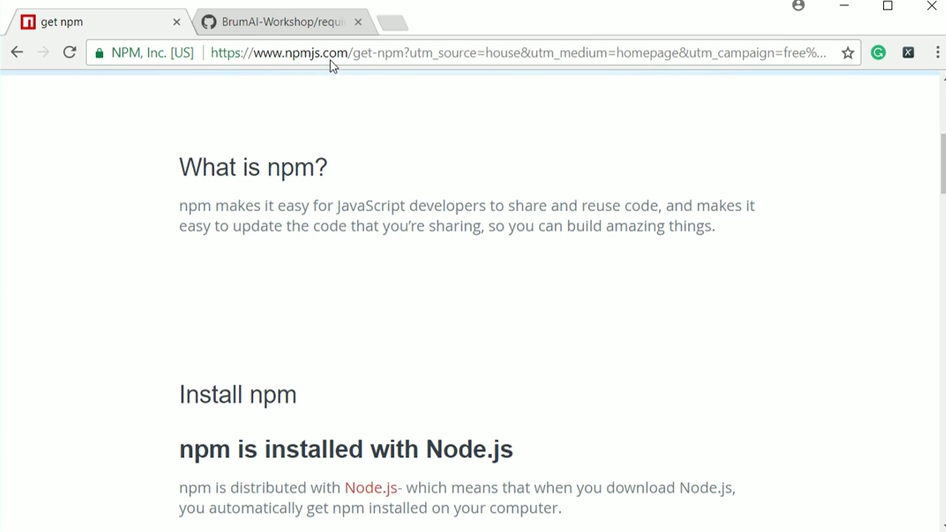 get npm
BrumAI-Workshop/requi
NPM, Inc. [US] https://www.npmjs.com/get-npm?utm_source=house&utm_medium=homepage&utm_campaign=free%...
What is npm?
npm makes it easy for JavaScript developers to share and reuse code, and makes it
easy to update the code that you're sharing, so you can build amazing things.
Install npm
npm is installed with Node.js
npm is distributed with Node.js- which means that when you download Node.js,
you automatically get npm installed on your computer.